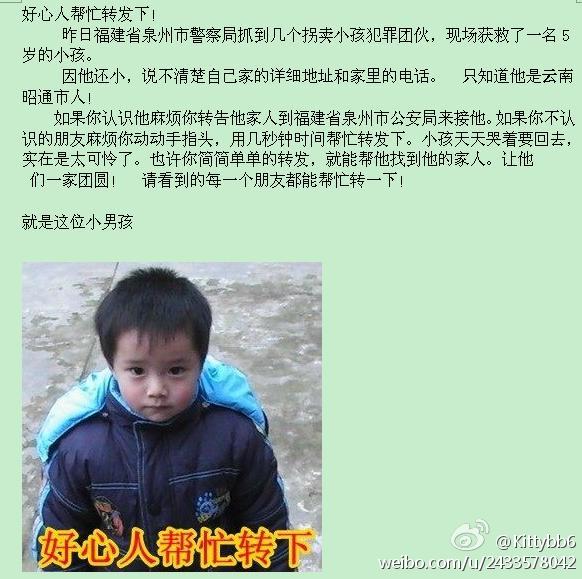 好心人帮忙转发下!
昨日福建省泉州市警察局抓到几个拐卖小孩犯罪团伙，现场获救了一名5
岁的小孩。
因他还小，说不清楚自己家的详细地址和家里的电话。 只知道他是云南
昭通市人!
如果你认识他麻烦你转告他家人到福建省泉州市公安局来接他。如果你不认
识的朋友麻烦你动动手指头，用几秒钟时间帮忙转发下。小孩天天哭着要回去，
实在是太可怜了。也许你简简单单的转发，就能帮他找到他的家人。让他
们一家团圆! 请看到的每一个朋友都能帮忙转一下!
就是这位小男孩
好心人帮忙转下
@Kittybb6
weibo.com/u/2433578042